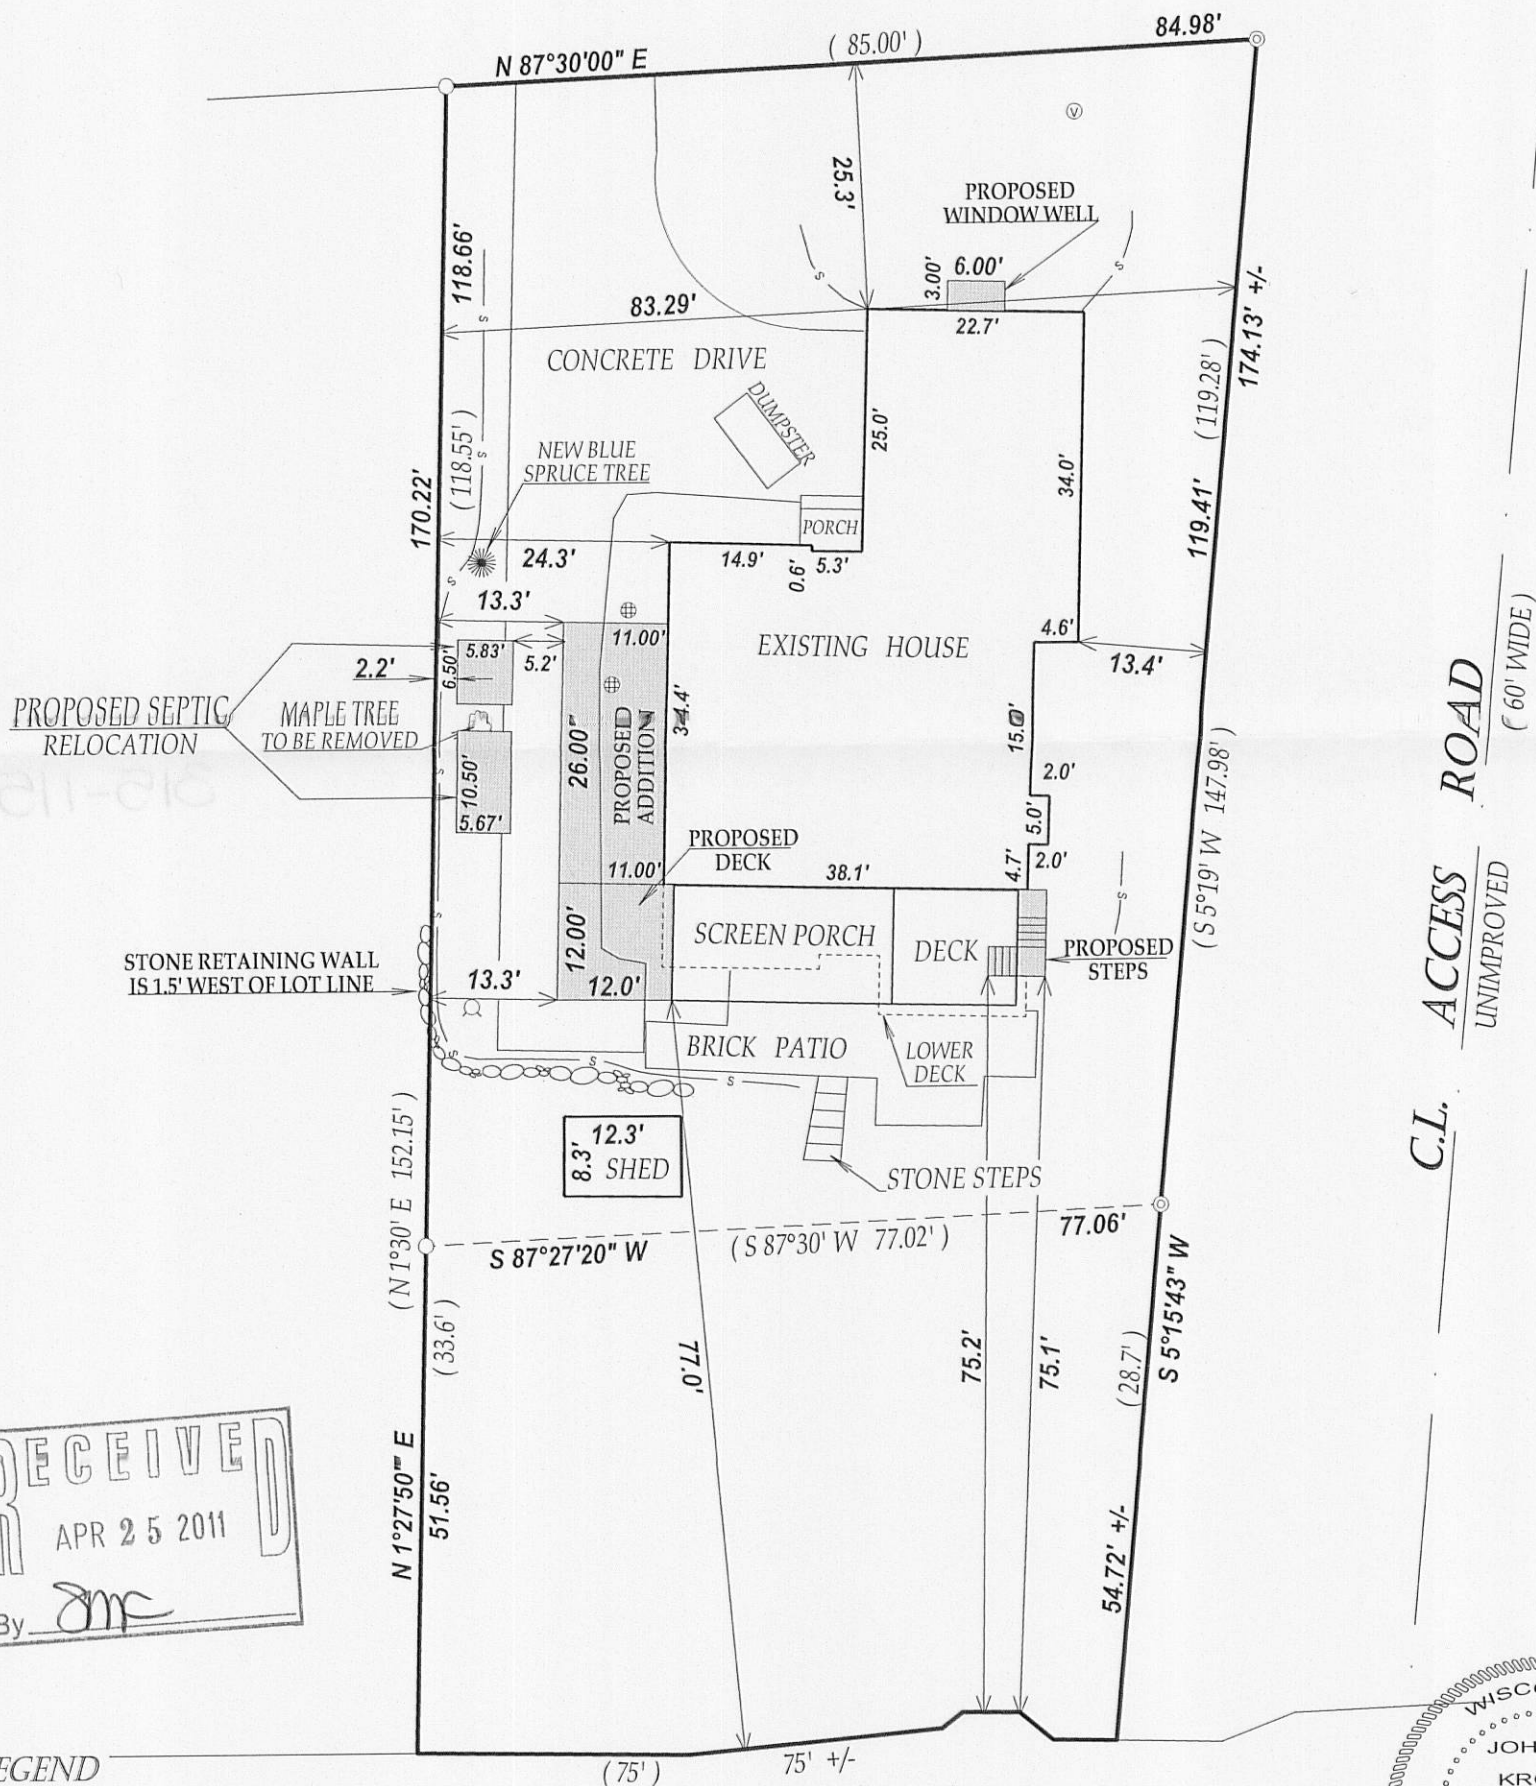 84.98'
( 85.00' )
N 87°30'00" E
V
25.3'
PROPOSED
WINDOW WELL
3.00'
6.00'
118.66'
S
S
S
83.29'
22.7'
174.13' +/-
CONCRETE DRIVE
( 119.28' )
DUMPSTER
25.0'
( 118.55' )
S
NEW BLUE
SPRUCE TREE
34.0'
170.22'
119.41'
PORCH
24.3'
14.9'
0.6'
5.3'
S
13.3'
11.00'
EXISTING HOUSE
4.6'
13.4'
( 60' WIDE )
2.2'
6.50'
5.83'
5.2'
PROPOSED SEPTIC
RELOCATION
MAPLE TREE
TO BE REMOVED
34.4'
15.0'
C.L. ACCESS ROAD
UNIMPROVED
26.00'
PROPOSED
ADDITION
10.50'
5.67'
S
2.0'
5.0'
315-115
( S 5°19' W 147.98' )
PROPOSED
DECK
11.00'
38.1'
4.7'
2.0'
S
S
SCREEN PORCH
DECK
PROPOSED
STEPS
STONE RETAINING WALL
IS 1.5' WEST OF LOT LINE
12.00'
13.3'
12.0'
BRICK PATIO
LOWER
DECK
S
S
S
12.3'
8.3'
SHED
STONE STEPS
( N 1°30' E 152.15' )
77.06'
( S 87°30' W 77.02' )
S 87°27'20" W
S 5°15'43" W
( 33.6' )
77.0'
75.2'
75.1'
( 28.7' )
RECEIVED
APR 25 2011
By
N 1°27'50" E
51.56'
54.72' +/-
EGEND
( 75' )
75' +/-
WISC
JOH
KR